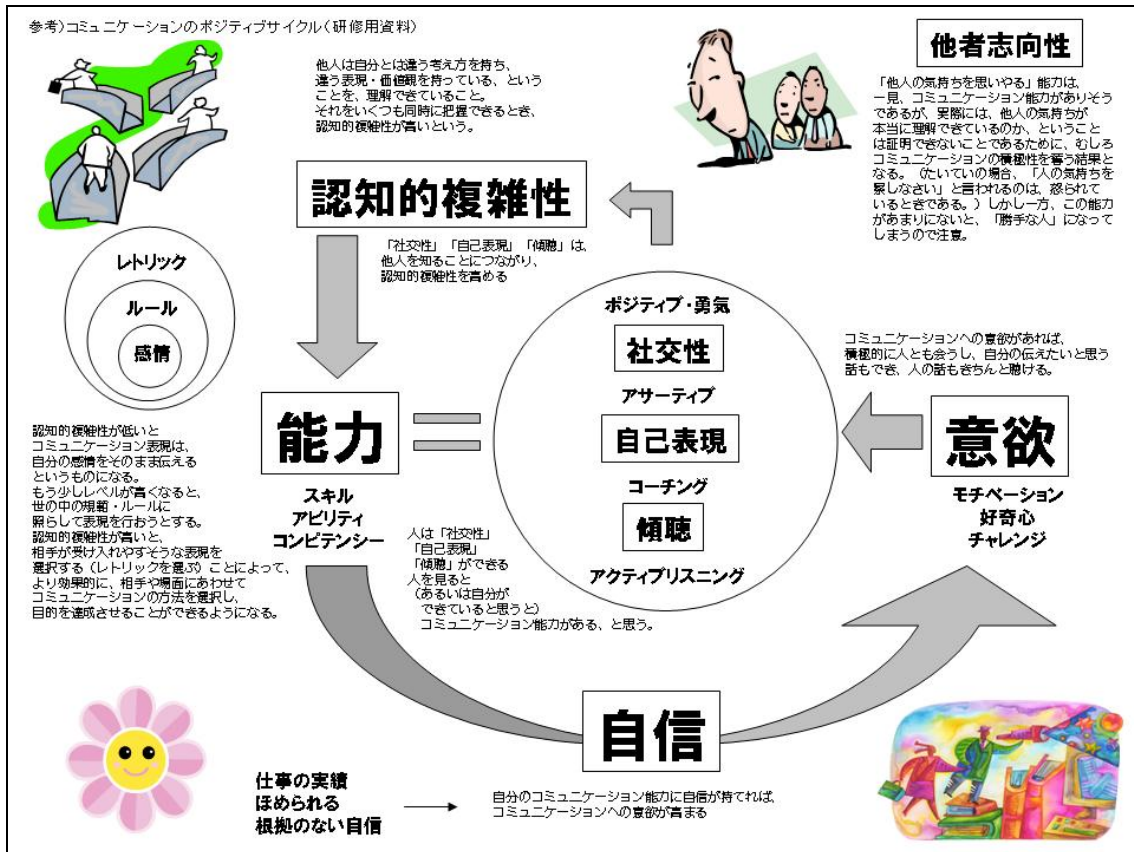 参考)コミュニケーションのポジティブサイクル(研修用資料)
他人は自分とは違う考え方を持ち、
違う表現・価値観を持っている、という
ことを、理解できていること。
それをいくつも同時に把握できるとき、
認知的複雑性が高いという。
他者志向性
「他人の気持ちを思いやる」能力は、
一見、コミュニケーション能力がありそう
であるが、実際には、他人の気持ちが
本当に理解できているのか、ということ
は証明できないことであるために、むしろ
コミュニケーションの積極性を奪う結果と
なる。(たいていの場合、「人の気持ちを
察しなさい」と言われるのは、怒られて
いるときである。)しかし一方、この能力
があまりにないと、「勝手な人」になって
しまうので注意。
認知的複雑性
「社交性」「自己表現」「傾聴」は、
他人を知ることにつながり、
認知的複雑性を高める
レトリック
ルール
感情
ポジティブ・勇気
社交性
アサーティブ
自己表現
コーチング
傾聴
アクティブリスニング
コミュニケーションへの意欲があれば、
積極的に人とも会うし、自分の伝えたいと思う
話もでき、人の話もきちんと聴ける。
意欲
モチベーション
好奇心
チャレンジ
能力
スキル
アビリティ
コンピテンシー
認知的複雑性が低いと
コミュニケーション表現は、
自分の感情をそのまま伝える
というものになる。
もう少しレベルが高くなると、
世の中の規範・ルールに
照らして表現を行おうとする。
認知的複雑性が高いと、
相手が受け入れやすそうな表現を
選択する(レトリックを選ぶ)ことによって、
より効果的に、相手や場面にあわせて
コミュニケーションの方法を選択し、
目的を達成させることができるようになる。
人は「社交性」
「自己表現」
「傾聴」ができる
人を見ると
(あるいは自分が
できていると思うと)
コミュニケーション能力がある、と思う。
自信
仕事の実績
ほめられる
根拠のない自信
自分のコミュニケーション能力に自信が持てれば、
コミュニケーションへの意欲が高まる